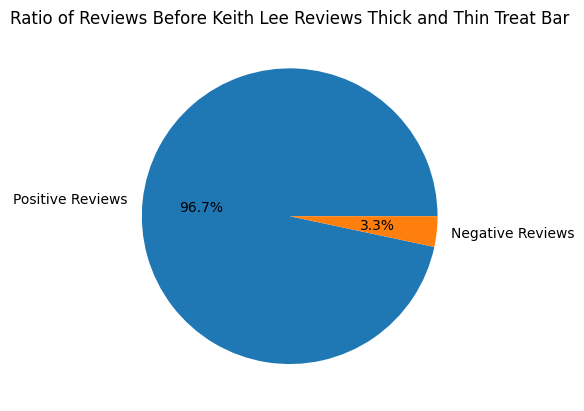 Ratio of Reviews Before Keith Lee Reviews Thick and Thin Treat Bar
Positive Reviews
96.7%
3.3%
Negative Reviews